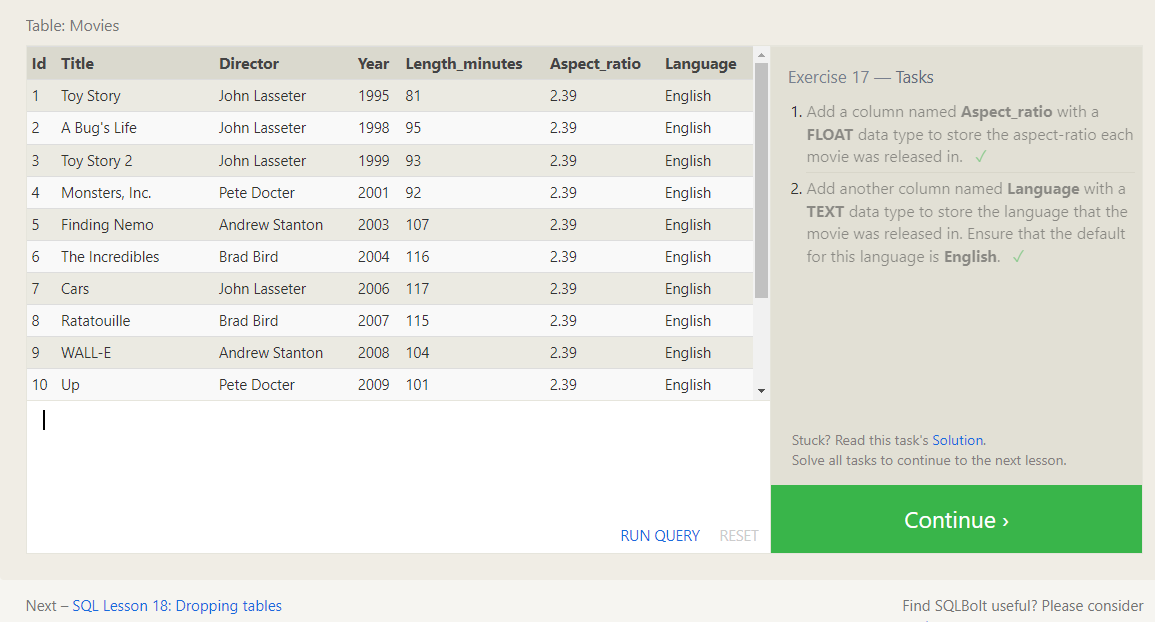 Table: Movies
Id Title Director Year Length_minutes Aspect_ratio Language
1 Toy Story John Lasseter 1995 81 2.39 English
2 A Bug's Life John Lasseter 1998 95 2.39 English
3 Toy Story 2 John Lasseter 1999 93 2.39 English
4 Monsters, Inc. Pete Docter 2001 92 2.39 English
5 Finding Nemo Andrew Stanton 2003 107 2.39 English
6 The Incredibles Brad Bird 2004 116 2.39 English
7 Cars John Lasseter 2006 117 2.39 English
8 Ratatouille Brad Bird 2007 115 2.39 English
9 WALL-E Andrew Stanton 2008 104 2.39 English
10 Up Pete Docter 2009 101 2.39 English
RUN QUERY RESET
Exercise 17 — Tasks
1. Add a column named Aspect_ratio with a
FLOAT data type to store the aspect-ratio each
movie was released in. ✓
2. Add another column named Language with a
TEXT data type to store the language that the
movie was released in. Ensure that the default
for this language is English. ✓
Stuck? Read this task's Solution.
Solve all tasks to continue to the next lesson.
Continue ›
Next – SQL Lesson 18: Dropping tables
Find SQLBolt useful? Please consider